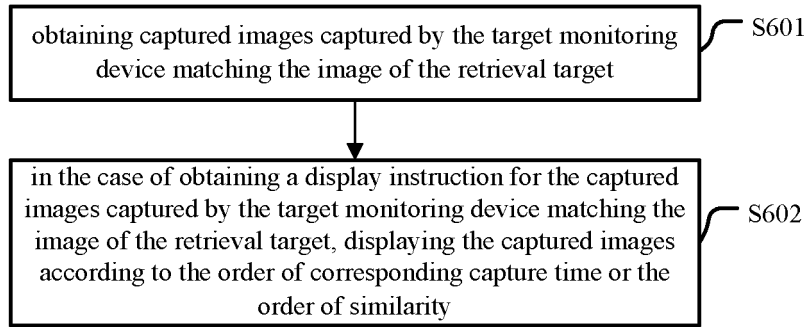 obtaining captured images captured by the target monitoring
device matching the image of the retrieval target
S601
in the case of obtaining a display instruction for the captured
images captured by the target monitoring device matching the
image of the retrieval target, displaying the captured images
according to the order of corresponding capture time or the
order of similarity
S602